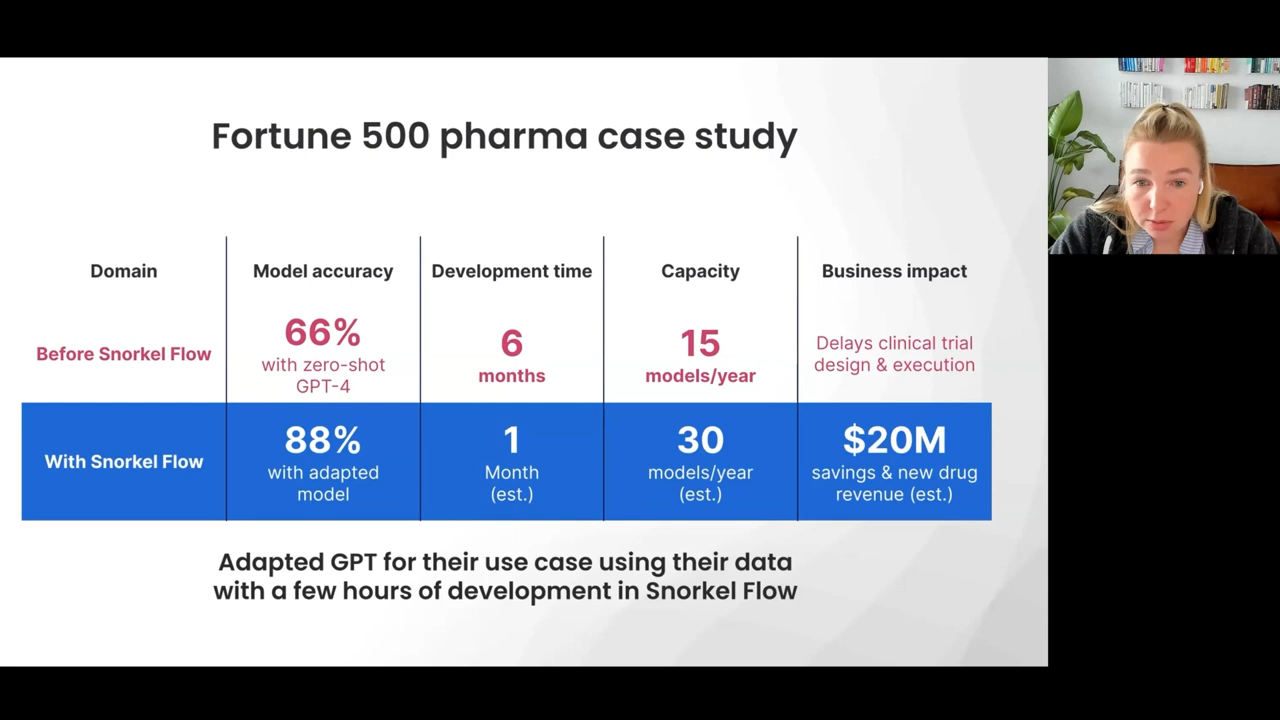 Fortune 500 pharma case study
Domain
Model accuracy
Development time
Capacity
Business impact
Before Snorkel Flow
66%
with zero-shot
GPT-4
6
months
15
models/year
Delays clinical trial
design & execution
With Snorkel Flow
88%
with adapted
model
1
Month
(est.)
30
models/year
(est.)
$20M
savings & new drug
revenue (est.)
Adapted GPT for their use case using their data
with a few hours of development in Snorkel Flow